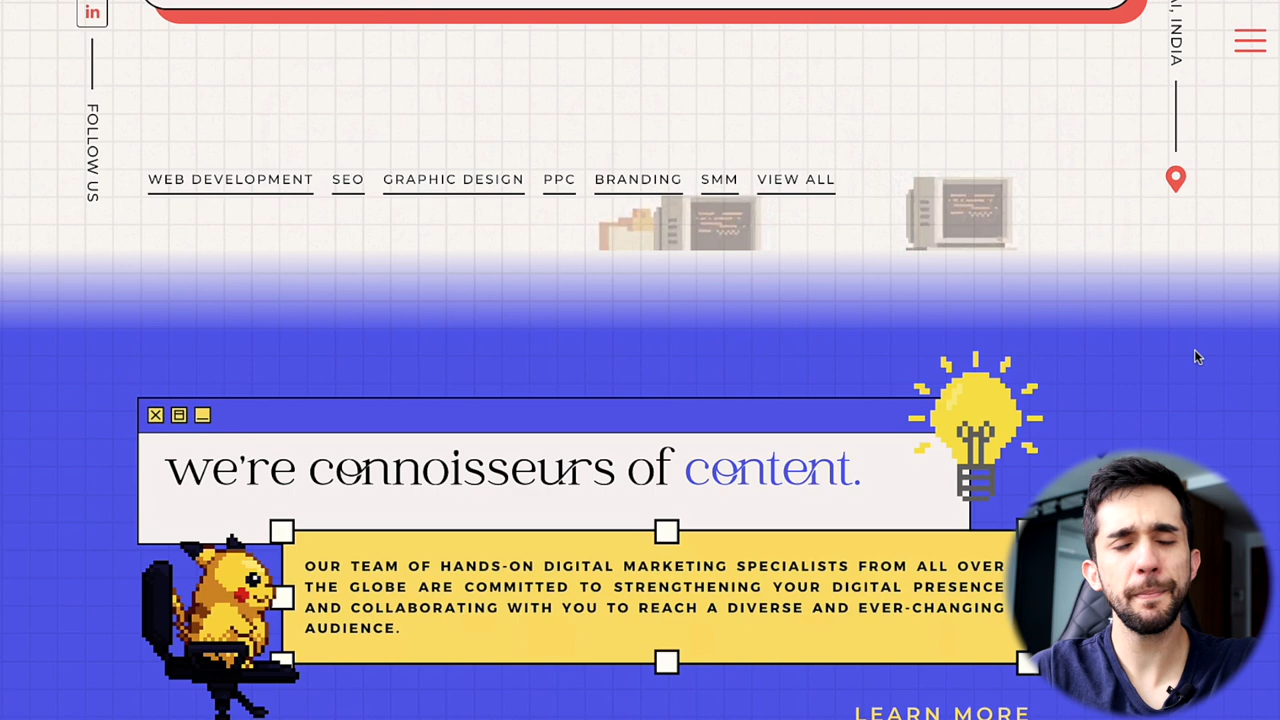 in
FOLLOW US
AI, INDIA
WEB DEVELOPMENT SEO GRAPHIC DESIGN PPC BRANDING SMM VIEW ALL
we're connoisseurs of content.
OUR TEAM OF HANDS-ON DIGITAL MARKETING SPECIALISTS FROM ALL OVER
THE GLOBE ARE COMMITTED TO STRENGTHENING YOUR DIGITAL PRESENCE
AND COLLABORATING WITH YOU TO REACH A DIVERSE AND EVER-CHANGING
AUDIENCE.
LEARN MORE